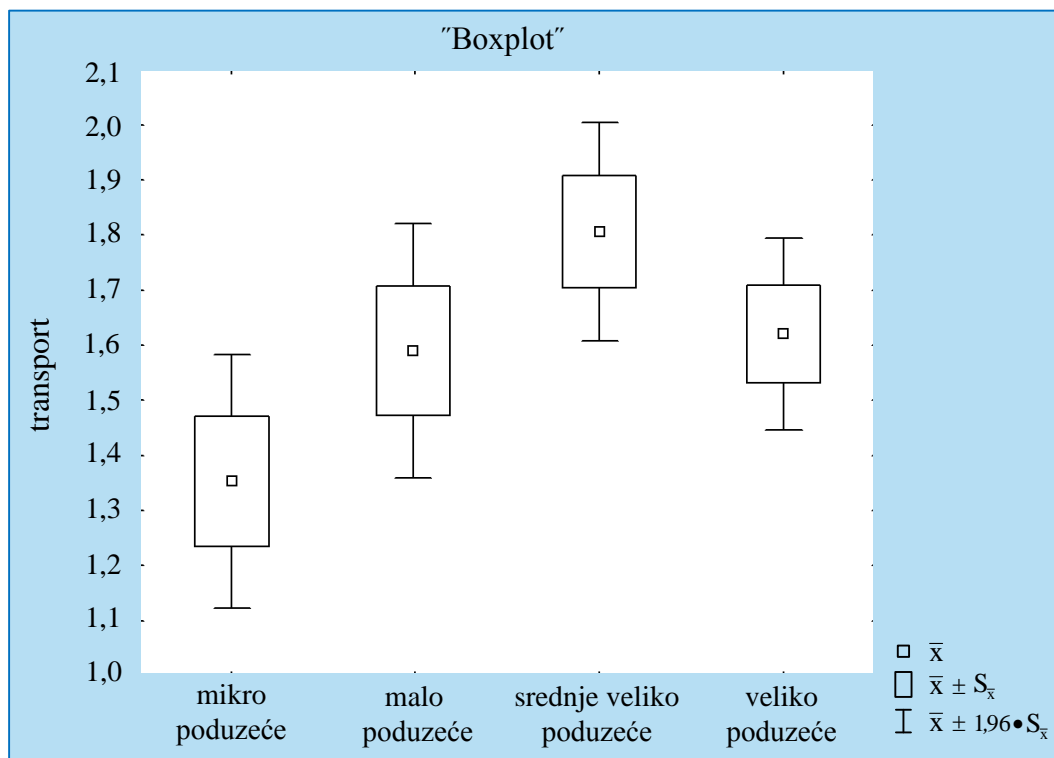 ˝Boxplot˝
transport
2,1
2,0
1,9
1,8
1,7
1,6
1,5
1,4
1,3
1,2
1,1
1,0
mikro
poduzeće
malo
poduzeće
srednje veliko
poduzeće
veliko
poduzeće
x̅
x̅ ± Sx̅
x̅ ± 1,96•Sx̅